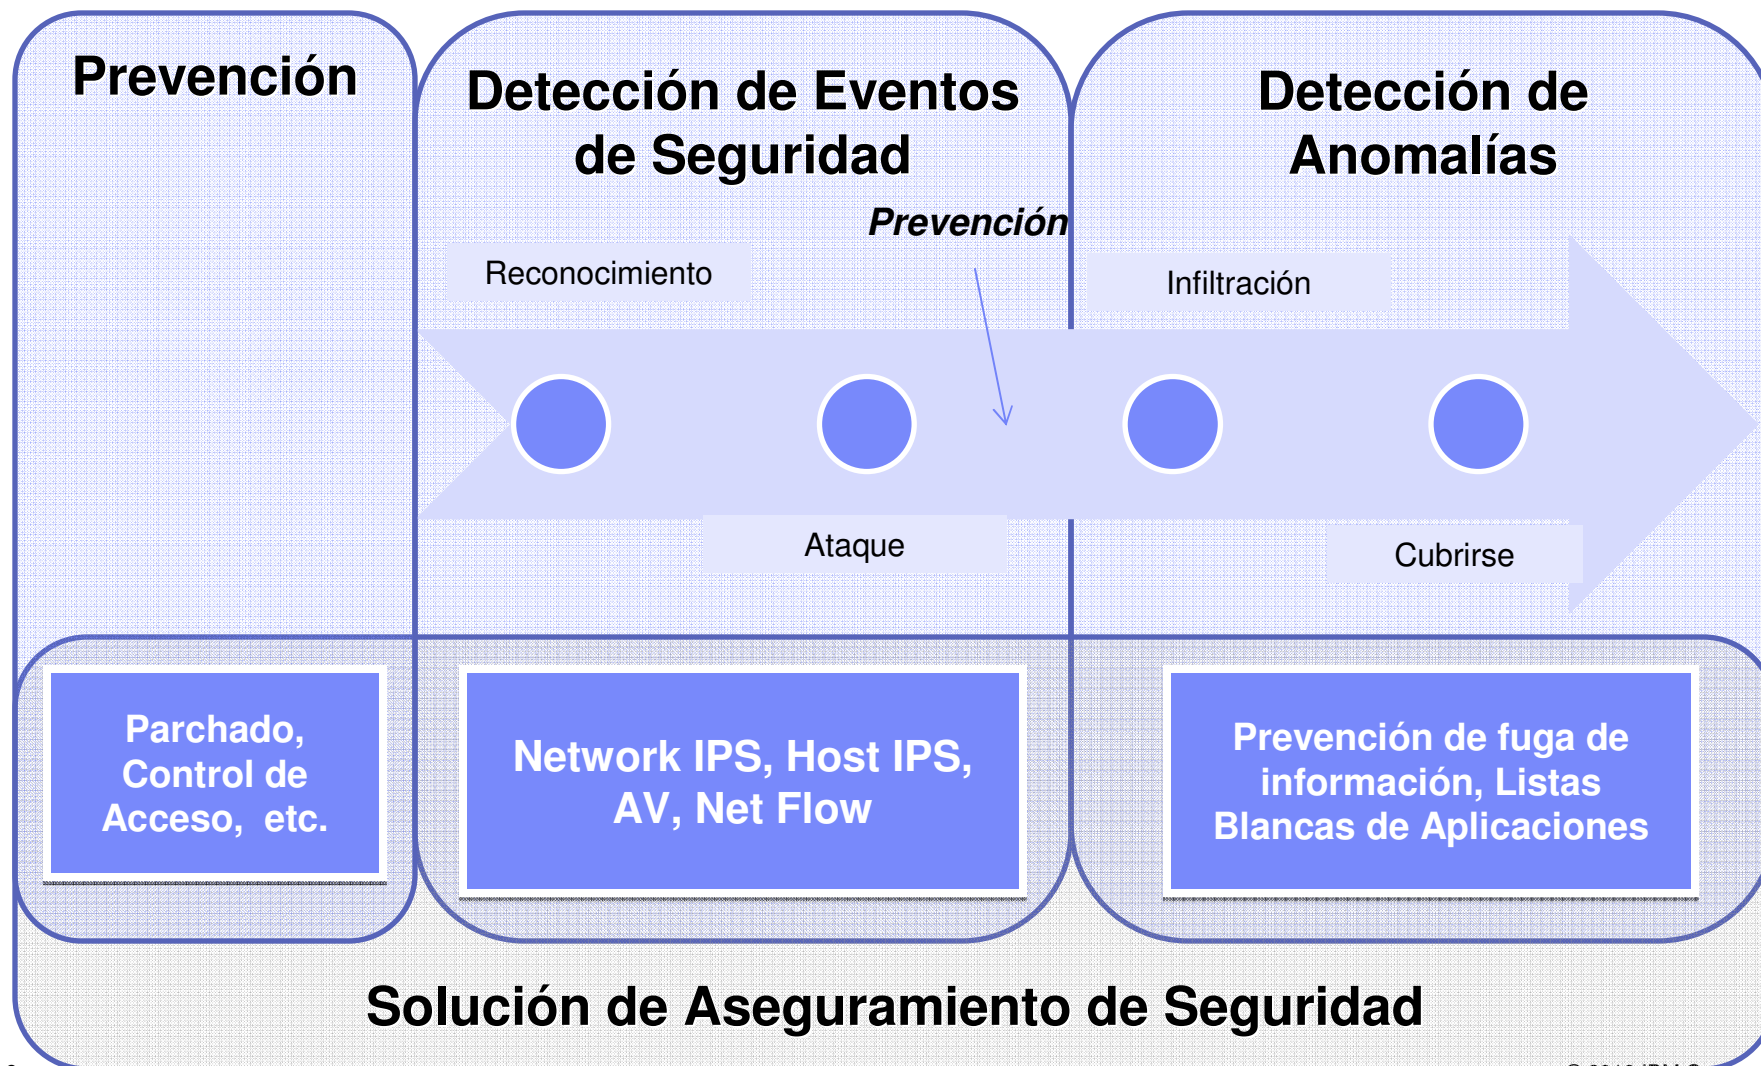 Prevención
Detección de Eventos
de Seguridad
Detección de
Anomalías
Prevención
Reconocimiento
Infiltración
Ataque
Cubrirse
Parchado,
Control de
Acceso, etc.
Network IPS, Host IPS,
AV, Net Flow
Prevención de fuga de
información, Listas
Blancas de Aplicaciones
Solución de Aseguramiento de Seguridad